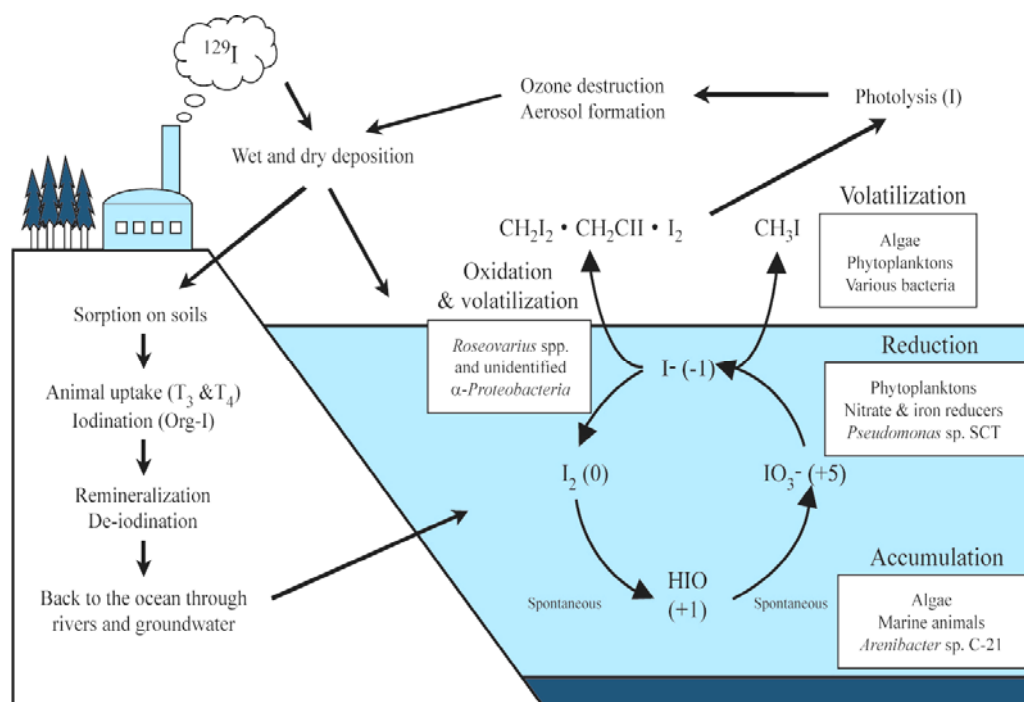 129I
Ozone destruction
Aerosol formation
Photolysis (I)
Wet and dry deposition
Volatilization
CH2I2 • CH2ClI • I2
CH3I
Algae
Phytoplanktons
Various bacteria
Oxidation
& volatilization
Sorption on soils
Roseovarius spp.
and unidentified
α-Proteobacteria
I- (-1)
Reduction
Phytoplanktons
Nitrate & iron reducers
Pseudomonas sp. SCT
Animal uptake (T3 &T4)
Iodination (Org-I)
I2 (0)
IO3- (+5)
Remineralization
De-iodination
Accumulation
HIO
(+1)
Spontaneous
Spontaneous
Algae
Marine animals
Arenibacter sp. C-21
Back to the ocean through
rivers and groundwater